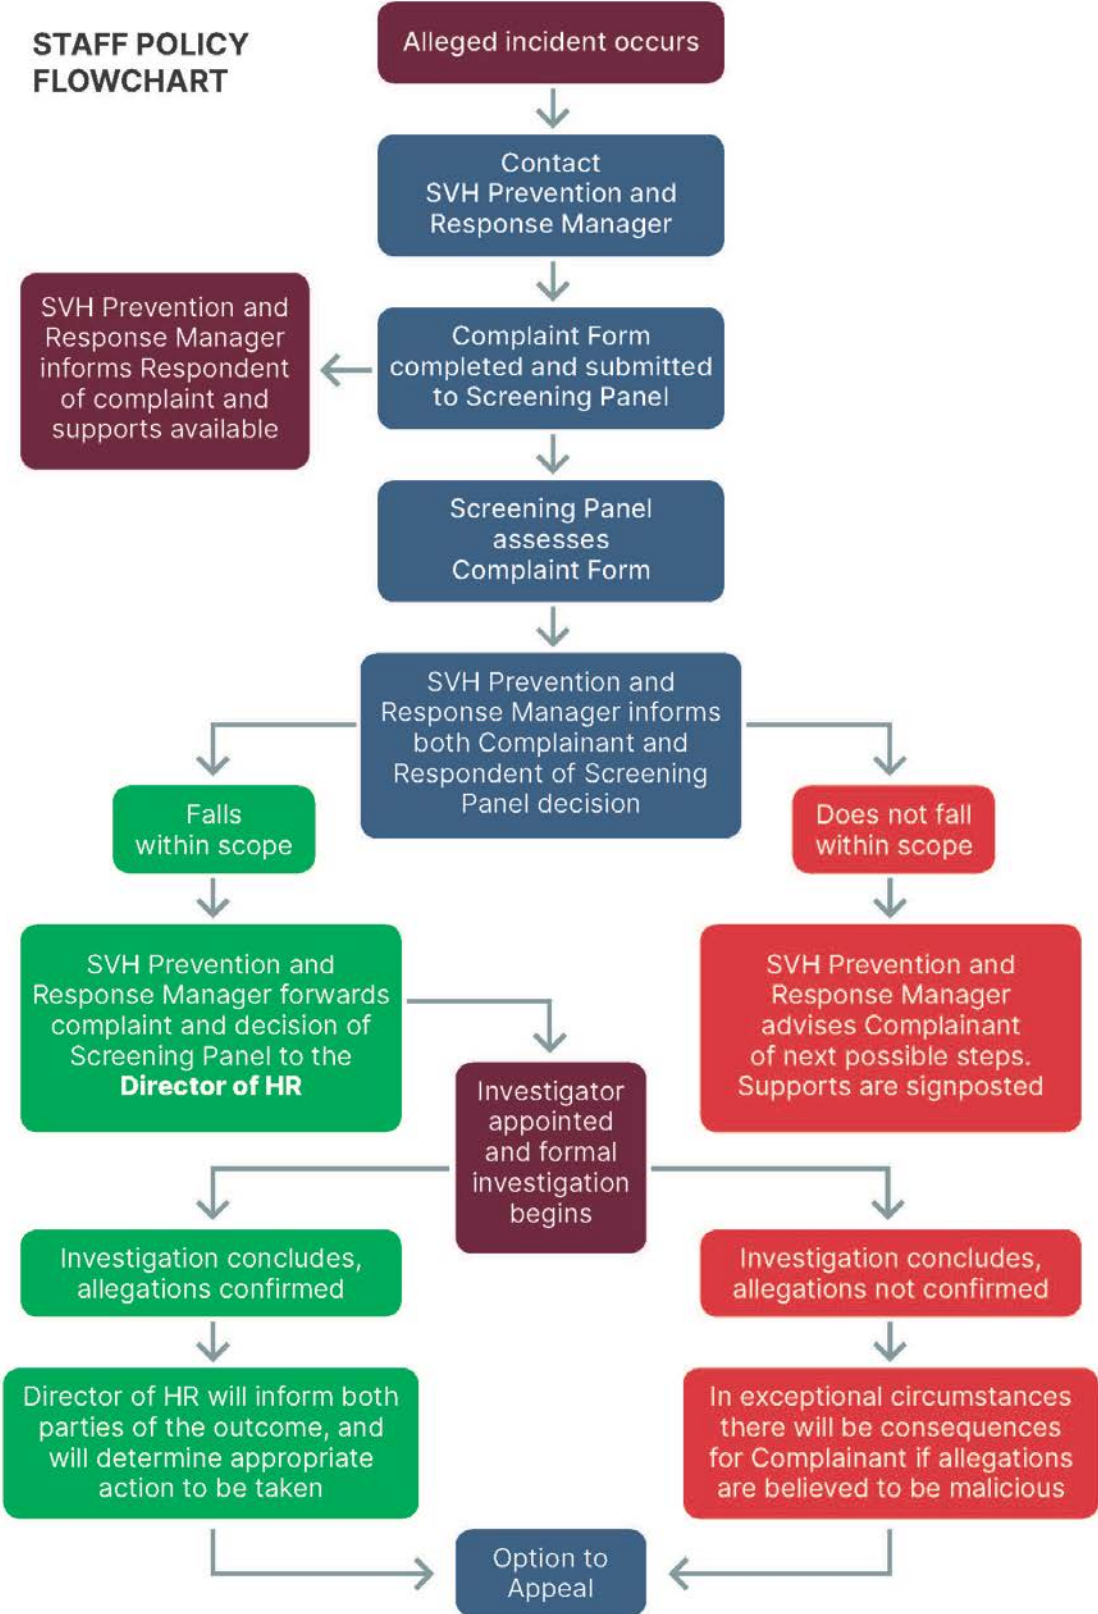 STAFF POLICY
FLOWCHART
Alleged incident occurs
Contact
SVH Prevention and
Response Manager
SVH Prevention and
Response Manager
informs Respondent
of complaint and
supports available
Complaint Form
completed and submitted
to Screening Panel
Screening Panel
assesses
Complaint Form
SVH Prevention and
Response Manager informs
both Complainant and
Respondent of Screening
Panel decision
Falls
within scope
Does not fall
within scope
SVH Prevention and
Response Manager forwards
complaint and decision of
Screening Panel to the
Director of HR
SVH Prevention and
Response Manager
advises Complainant
of next possible steps.
Supports are signposted
Investigator
appointed
and formal
investigation
begins
Investigation concludes,
allegations confirmed
Investigation concludes,
allegations not confirmed
Director of HR will inform both
parties of the outcome, and
will determine appropriate
action to be taken
In exceptional circumstances
there will be consequences
for Complainant if allegations
are believed to be malicious
Option to
Appeal